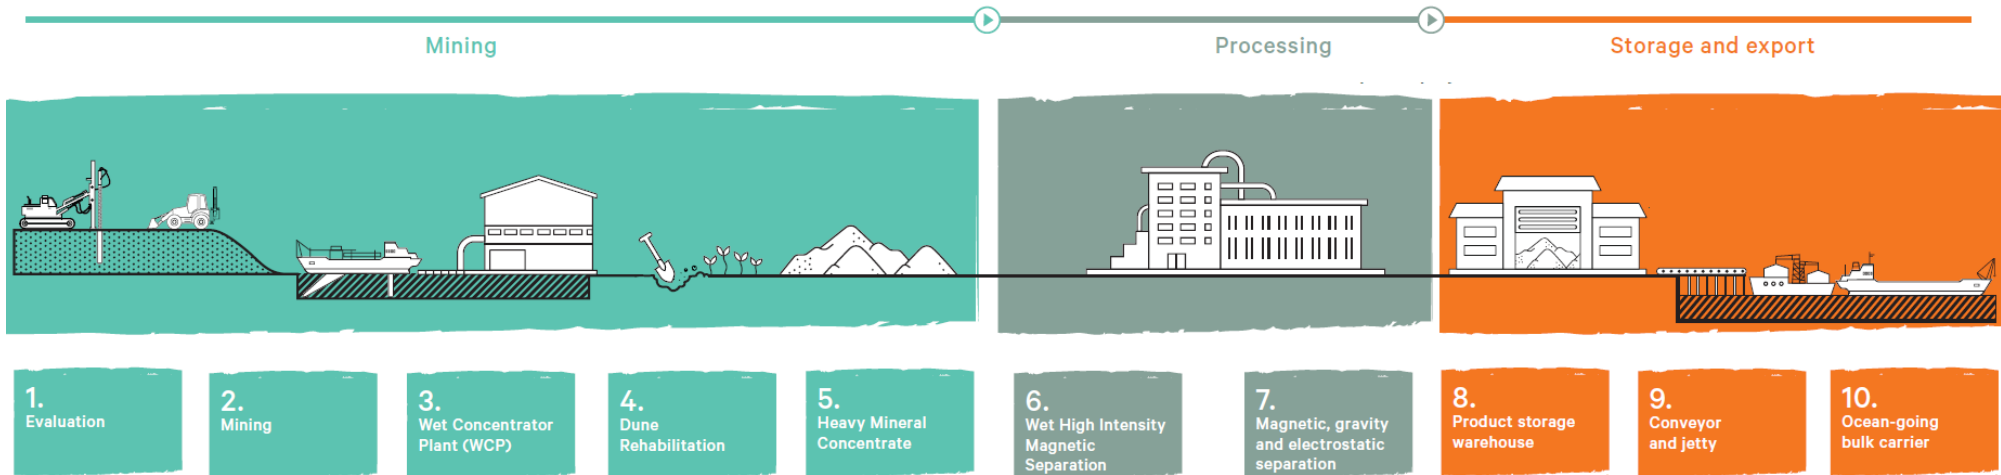 Mining
Processing
Storage and export
1.
Evaluation
2.
Mining
3.
Wet Concentrator
Plant (WCP)
4.
Dune
Rehabilitation
5.
Heavy Mineral
Concentrate
6.
Wet High Intensity
Magnetic
Separation
7.
Magnetic, gravity
and electrostatic
separation
8.
Product storage
warehouse
9.
Conveyor
and jetty
10.
Ocean-going
bulk carrier